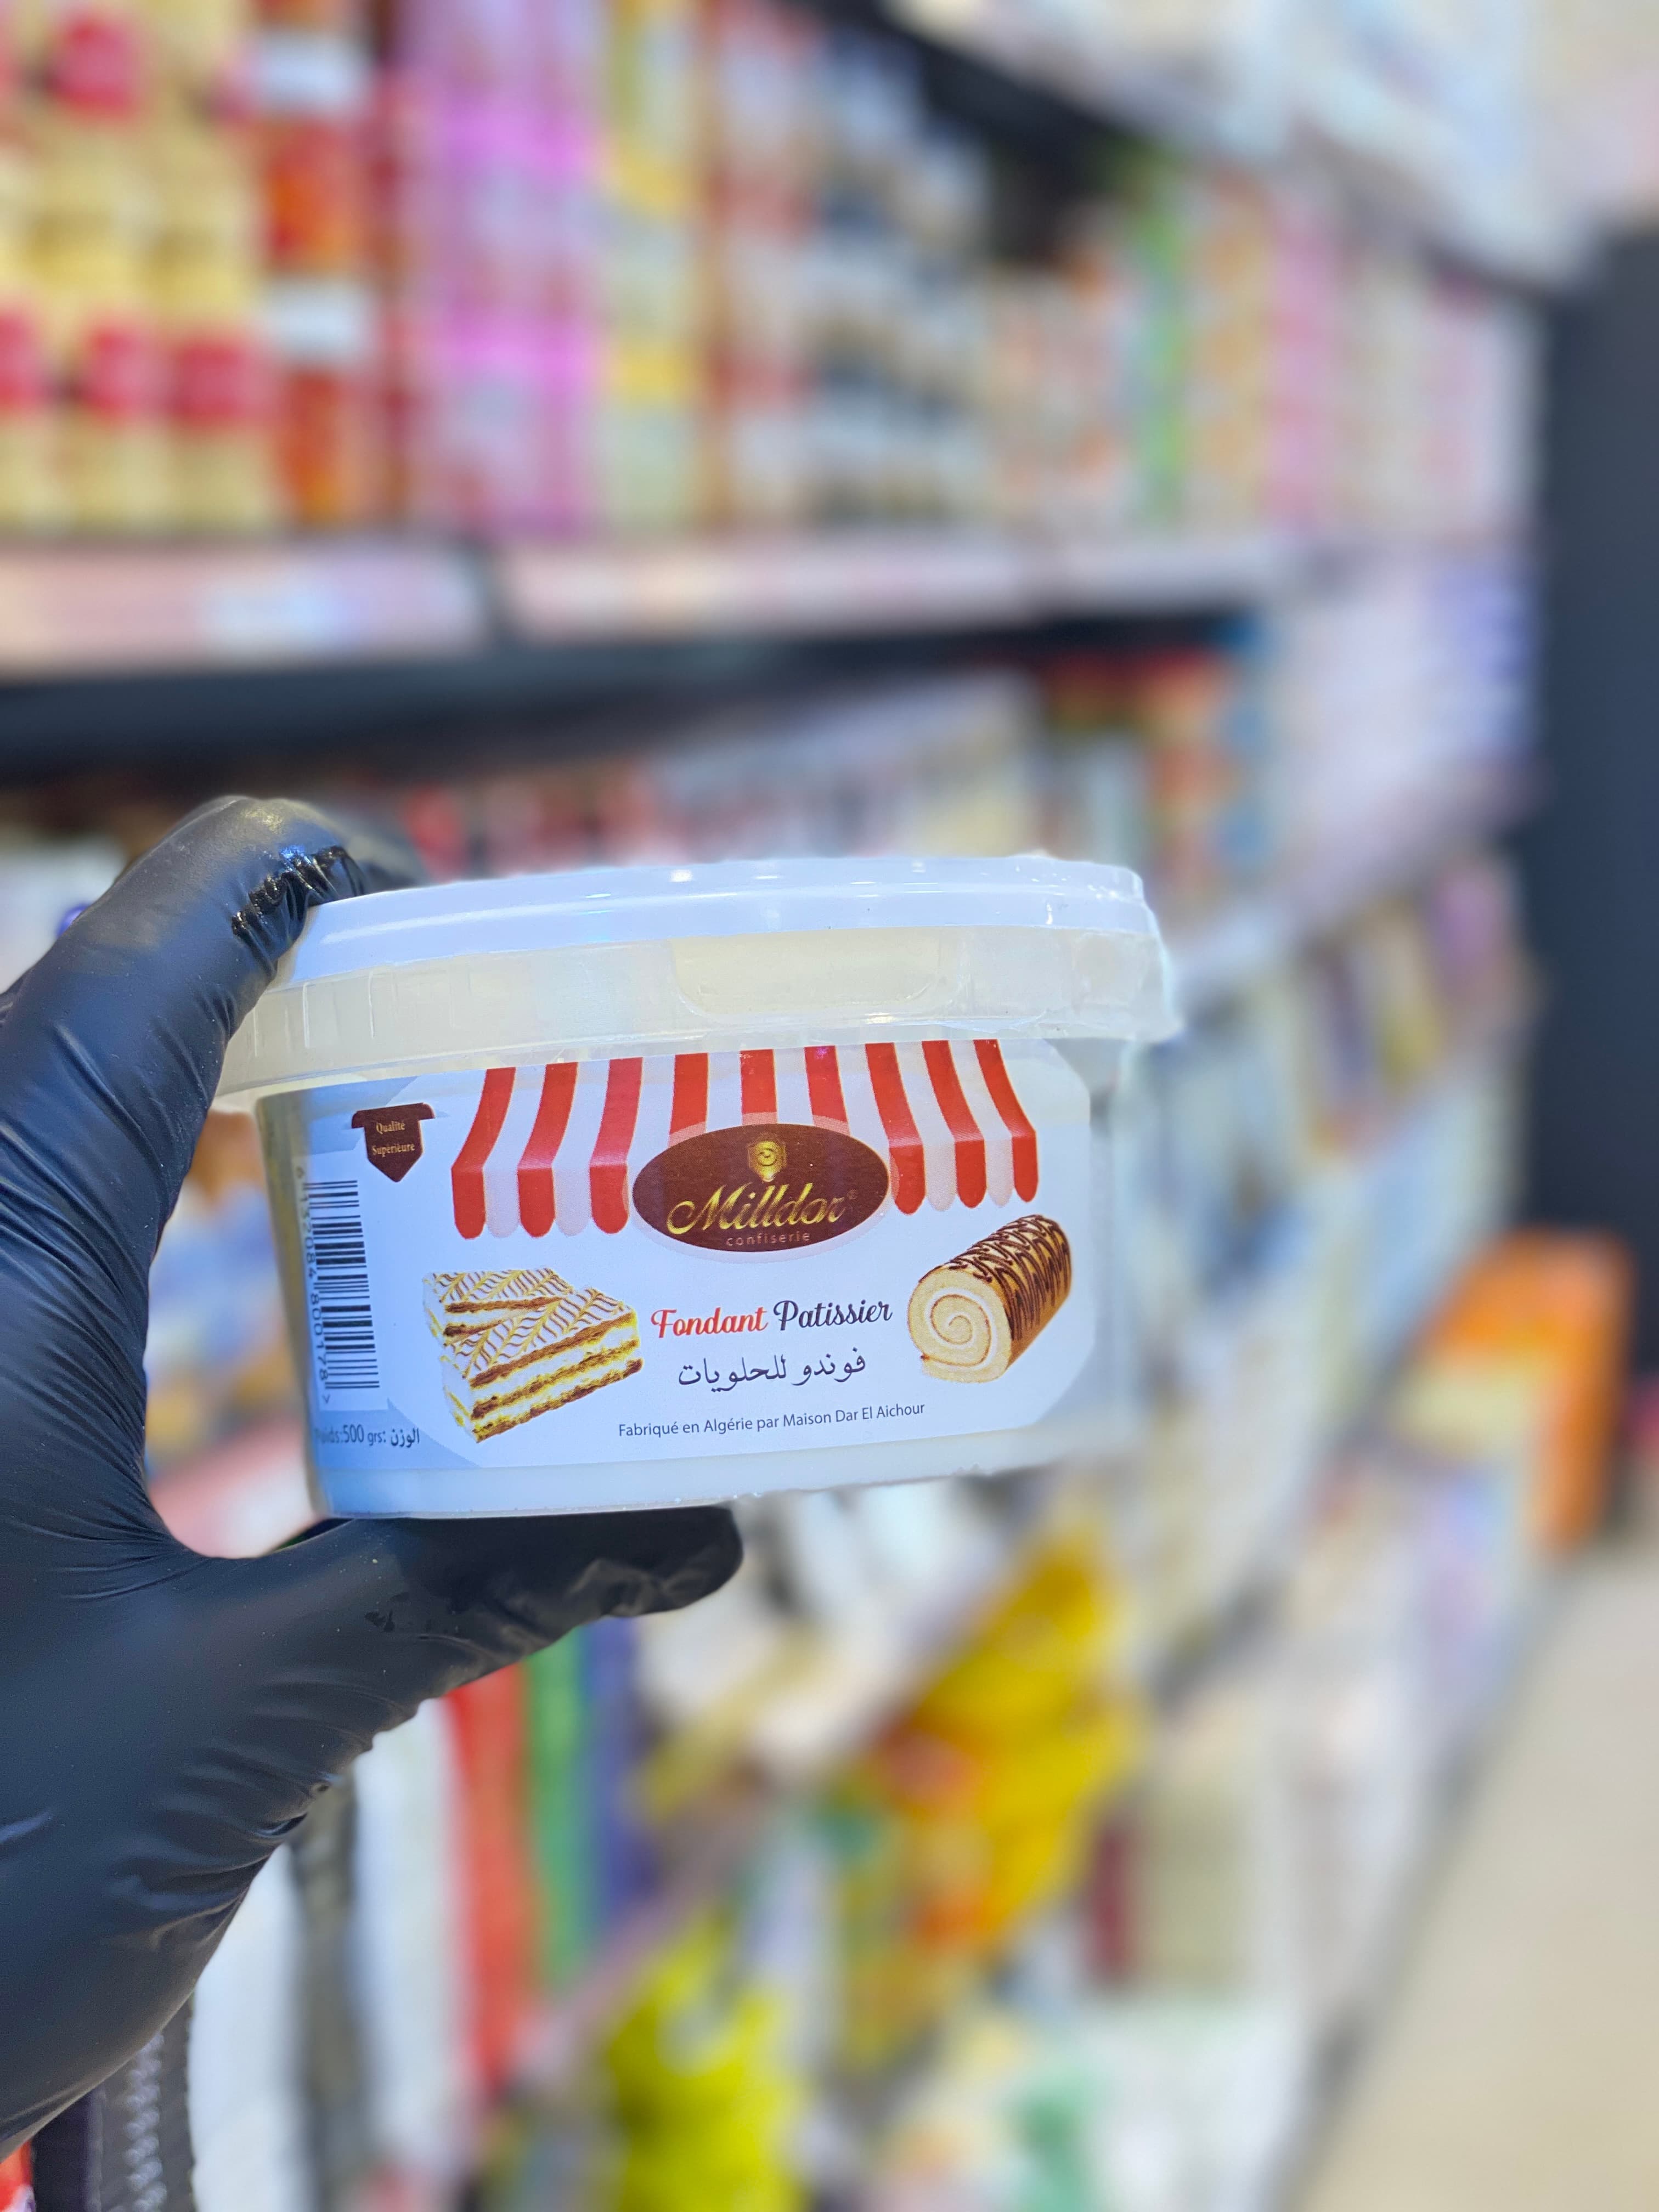 Qualité
Supérieure
Milldor®
confiserie
Fondant Patissier
فوندو للحلويات
Fabriqué en Algérie par Maison Dar El Aichour
500 grs: الوزن